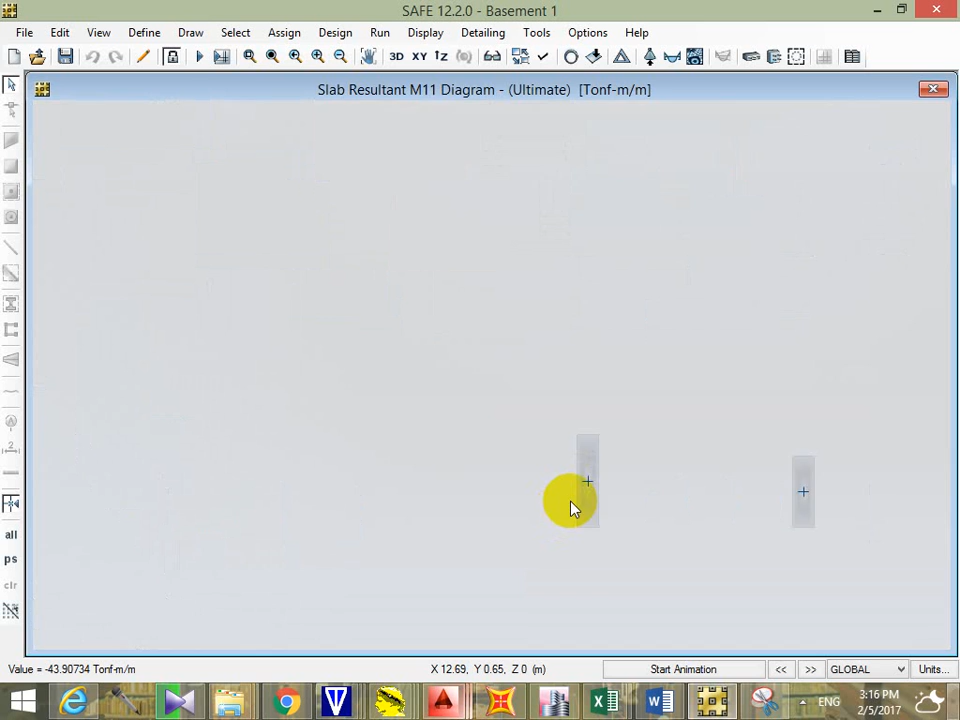 SAFE 12.2.0 - Basement 1
File Edit View Define Draw Select Assign Design Run Display Detailing Tools Options Help
3D XY
Slab Resultant M11 Diagram - (Ultimate) [Tonf-m/m]
all
ps
clr
Value = -43.90734 Tonf-m/m X 12.69, Y 0.65, Z 0 (m) Start Animation << >> GLOBAL Units...
ENG 3:16 PM
2/5/2017